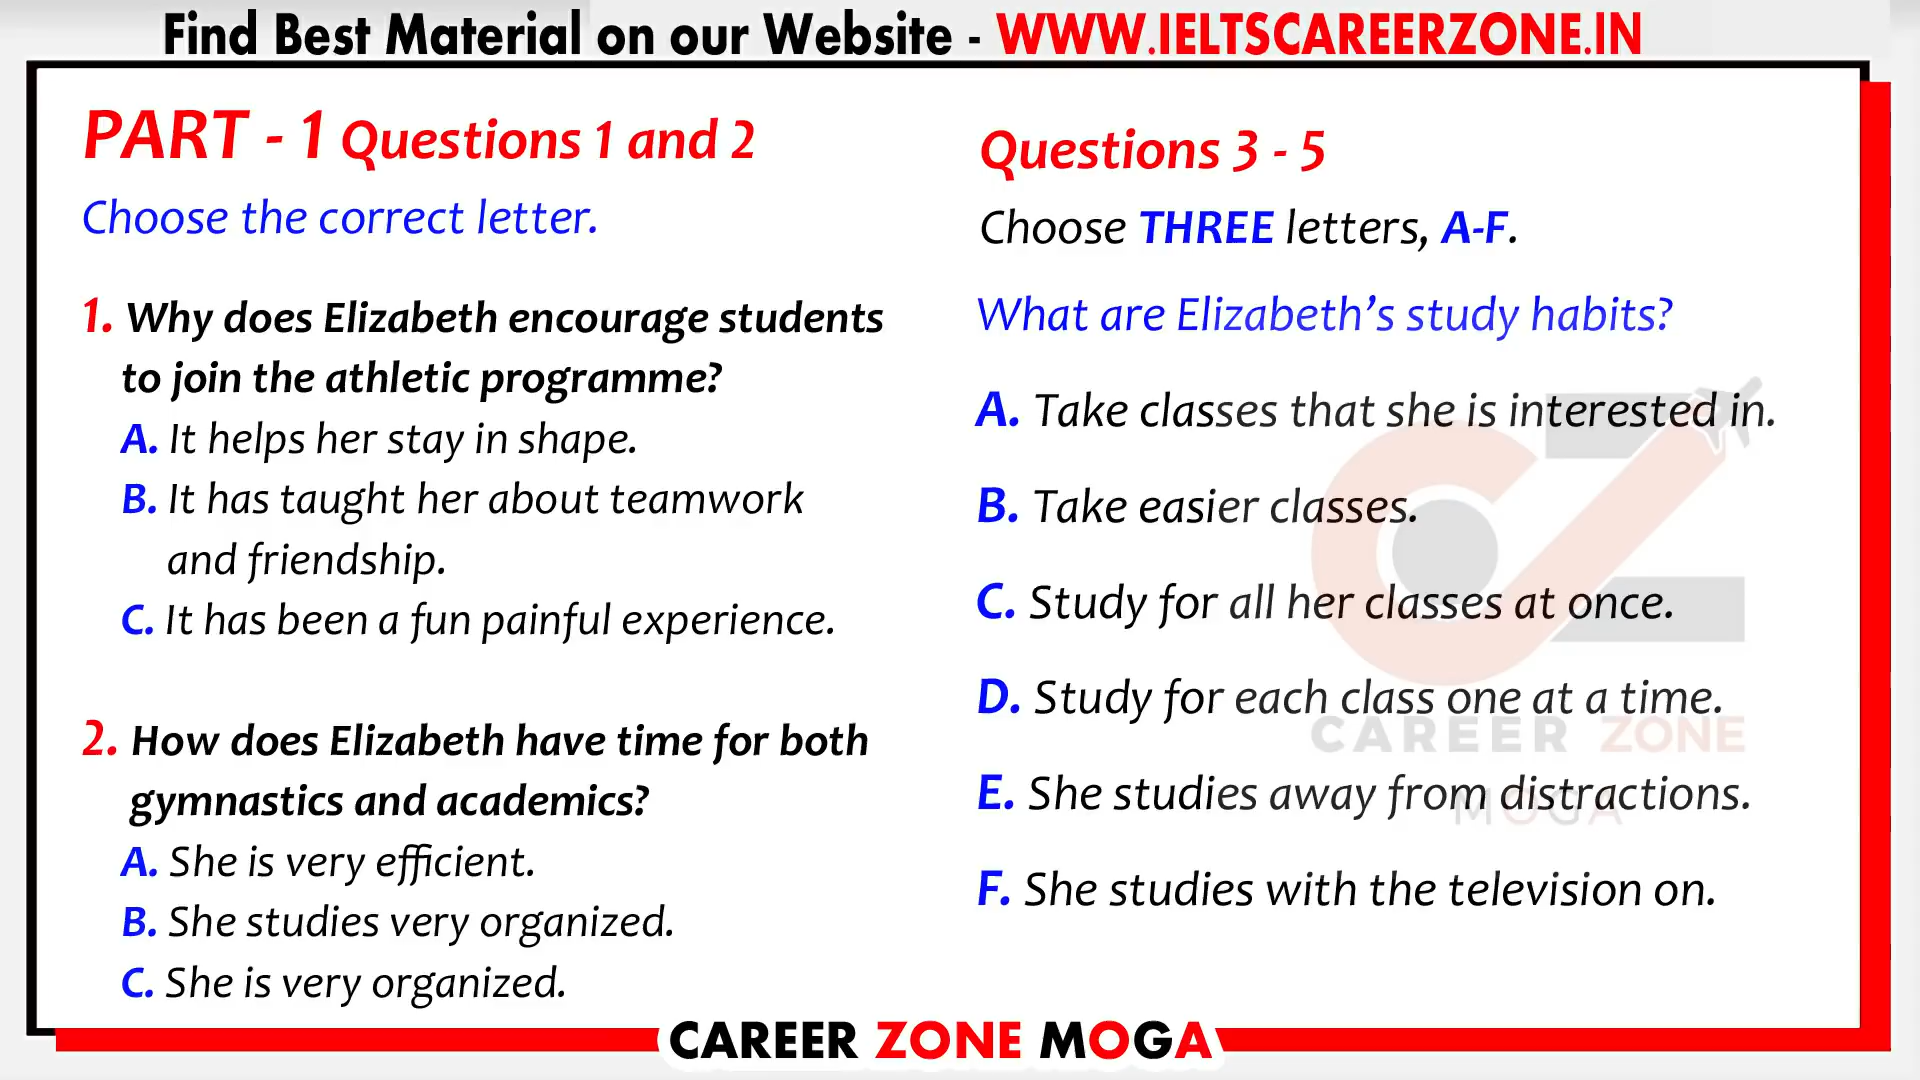 Find Best Material on our Website - WWW.IELTSCAREERZONE.IN
PART - 1 Questions 1 and 2
Choose the correct letter.
1. Why does Elizabeth encourage students
to join the athletic programme?
A. It helps her stay in shape.
B. It has taught her about teamwork
and friendship.
C. It has been a fun painful experience.
2. How does Elizabeth have time for both
gymnastics and academics?
A. She is very efficient.
B. She studies very organized.
C. She is very organized.
Questions 3 - 5
Choose THREE letters, A-F.
What are Elizabeth's study habits?
A. Take classes that she is interested in.
B. Take easier classes.
C. Study for all her classes at once.
D. Study for each class one at a time.
E. She studies away from distractions.
F. She studies with the television on.
CAREER ZONE
MOGA
CAREER ZONE MOGA